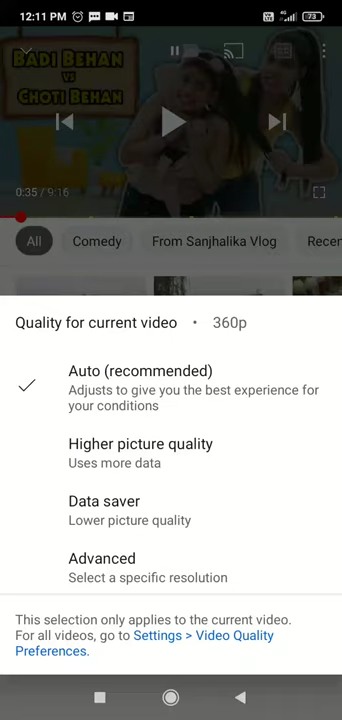 12:11 PM
4G
73
BADI BEHAN
VS
CHOTI BEHAN
0:35 / 9:16
All
Comedy
From Sanjhalika Vlog
Recen
Quality for current video • 360p
Auto (recommended)
Adjusts to give you the best experience for
your conditions
Higher picture quality
Uses more data
Data saver
Lower picture quality
Advanced
Select a specific resolution
This selection only applies to the current video.
For all videos, go to Settings > Video Quality
Preferences.